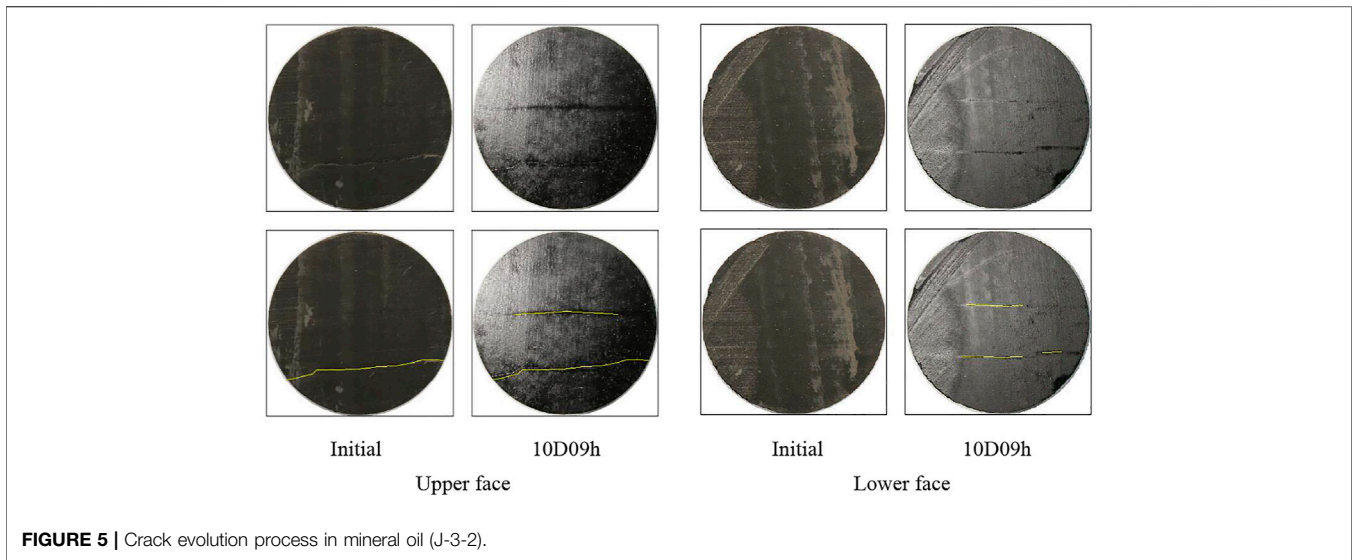 Initial 10D09h Initial 10D09h
Upper face Lower face
FIGURE 5 | Crack evolution process in mineral oil (J-3-2).